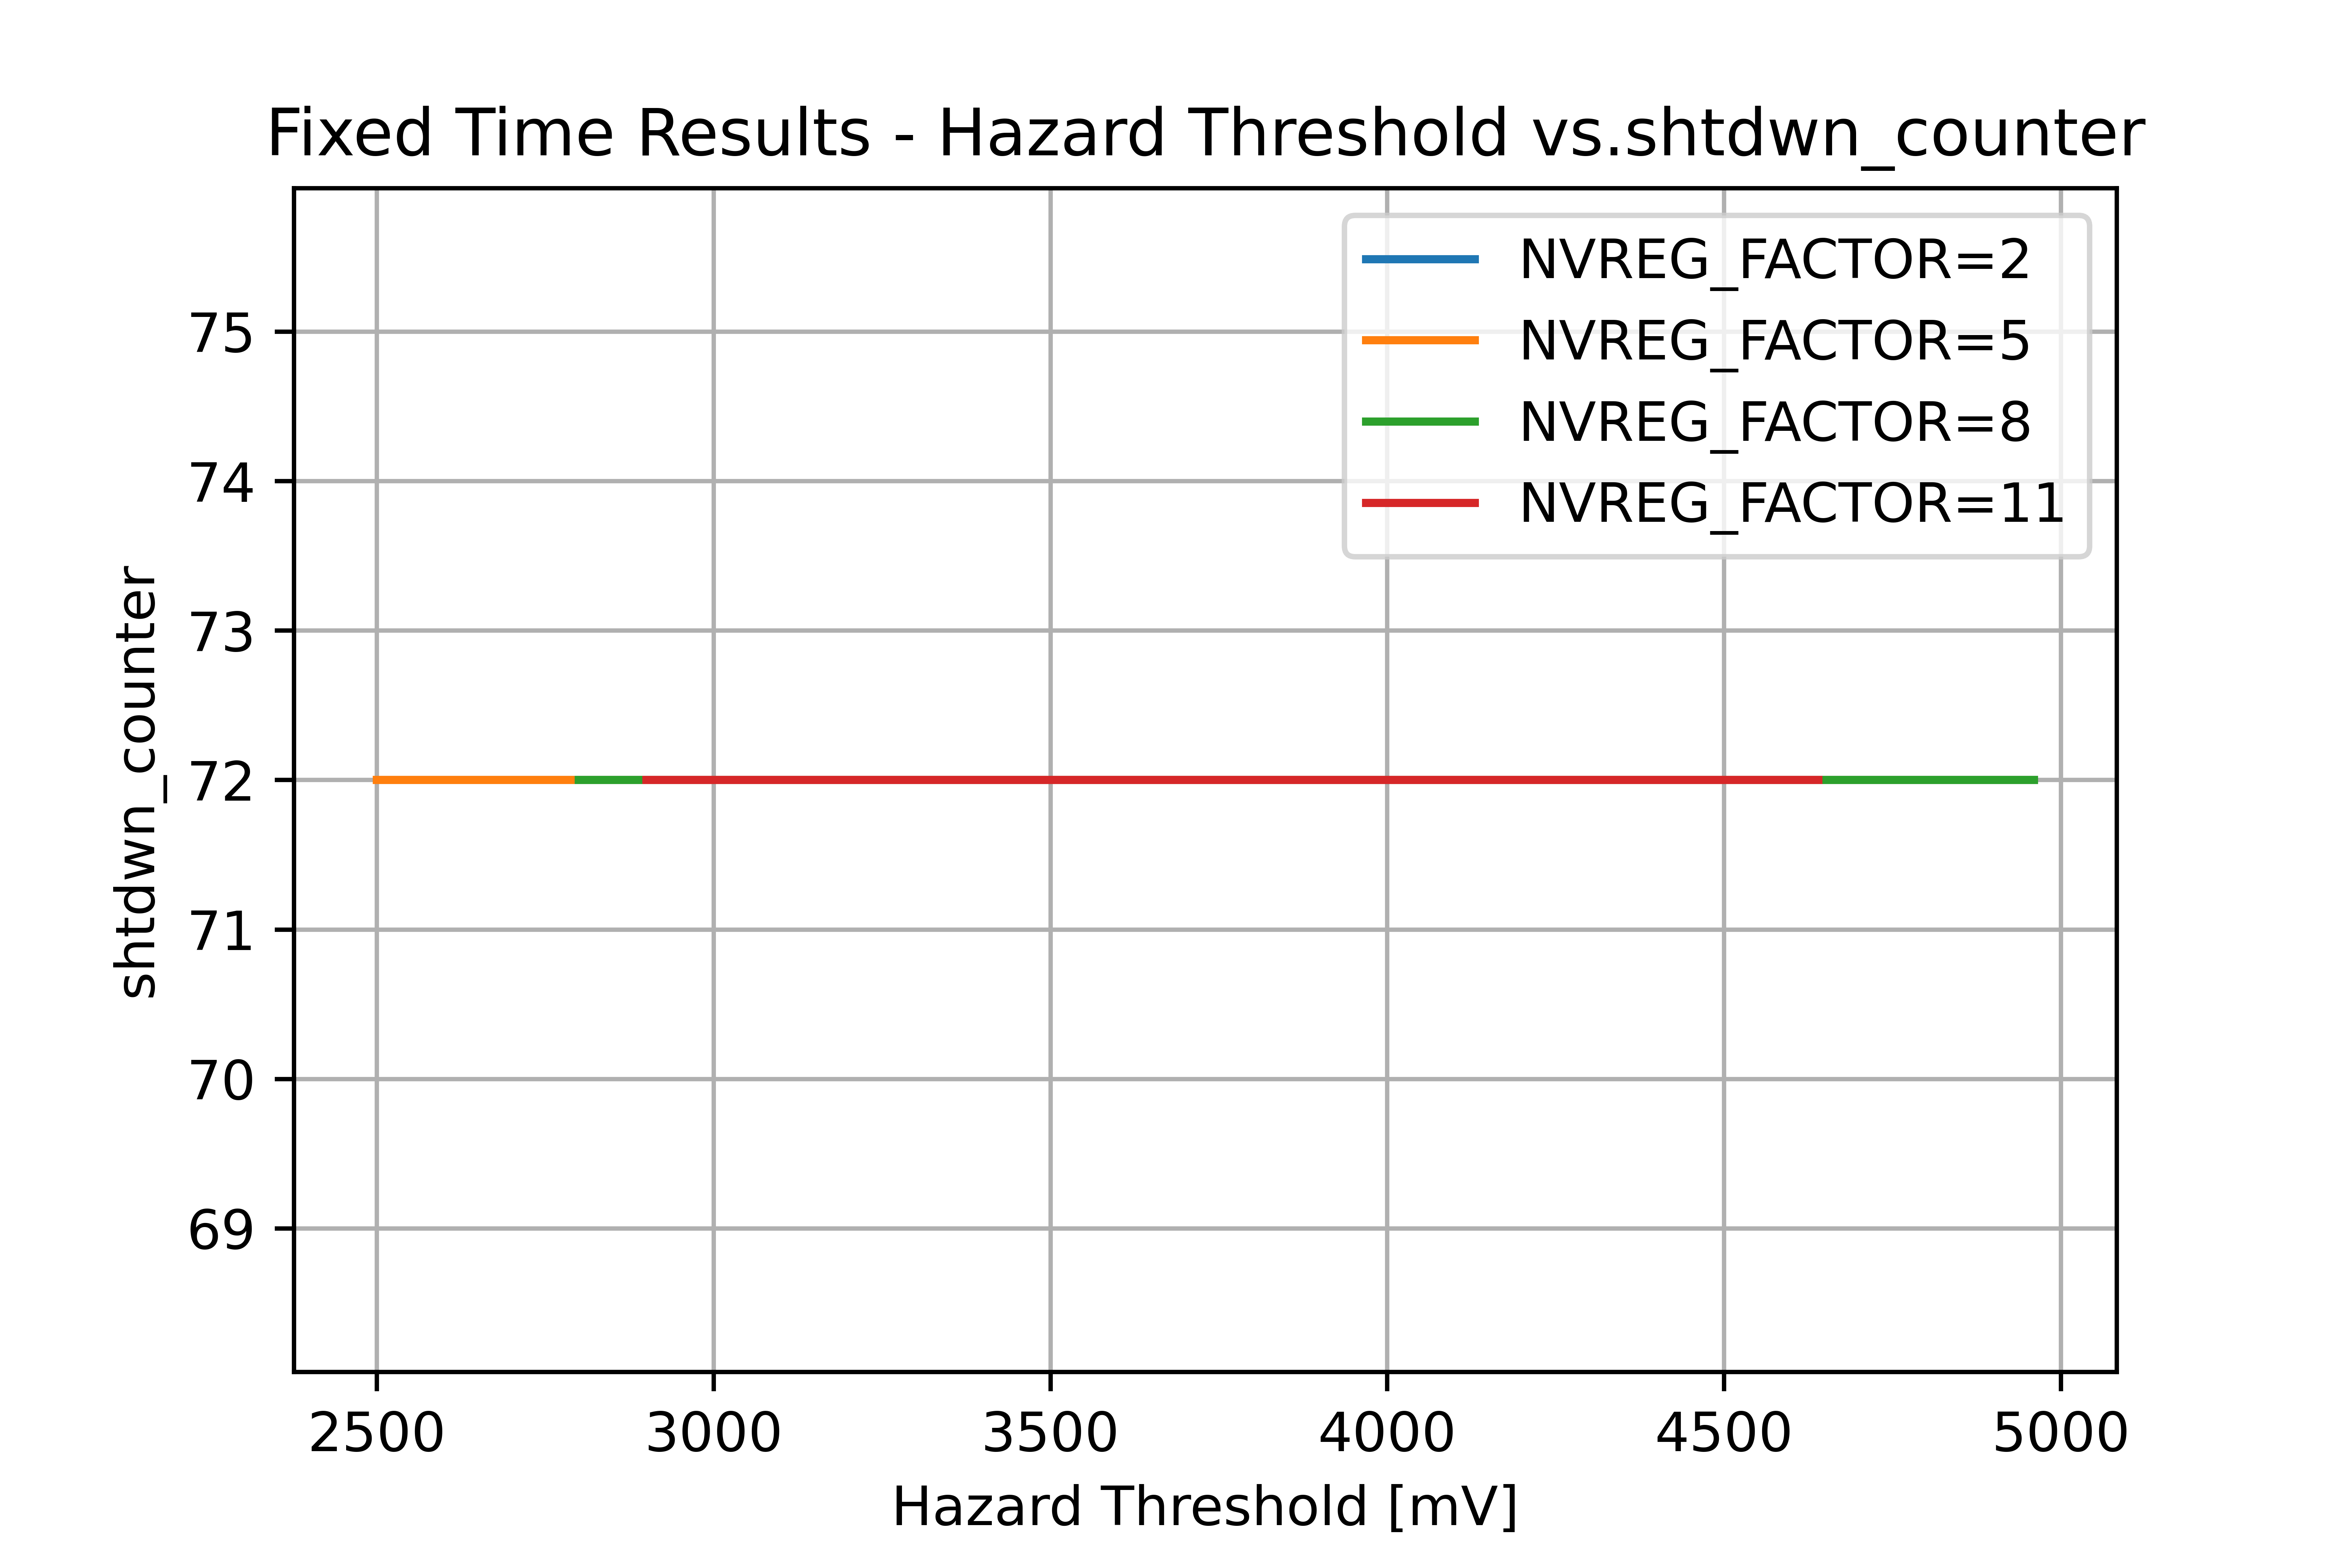 Fixed Time Results - Hazard Threshold vs.shtdwn_counter
NVREG_FACTOR=2
NVREG_FACTOR=5
NVREG_FACTOR=8
NVREG_FACTOR=11
75
74
73
72
71
70
69
shtdwn_counter
2500 3000 3500 4000 4500 5000
Hazard Threshold [mV]